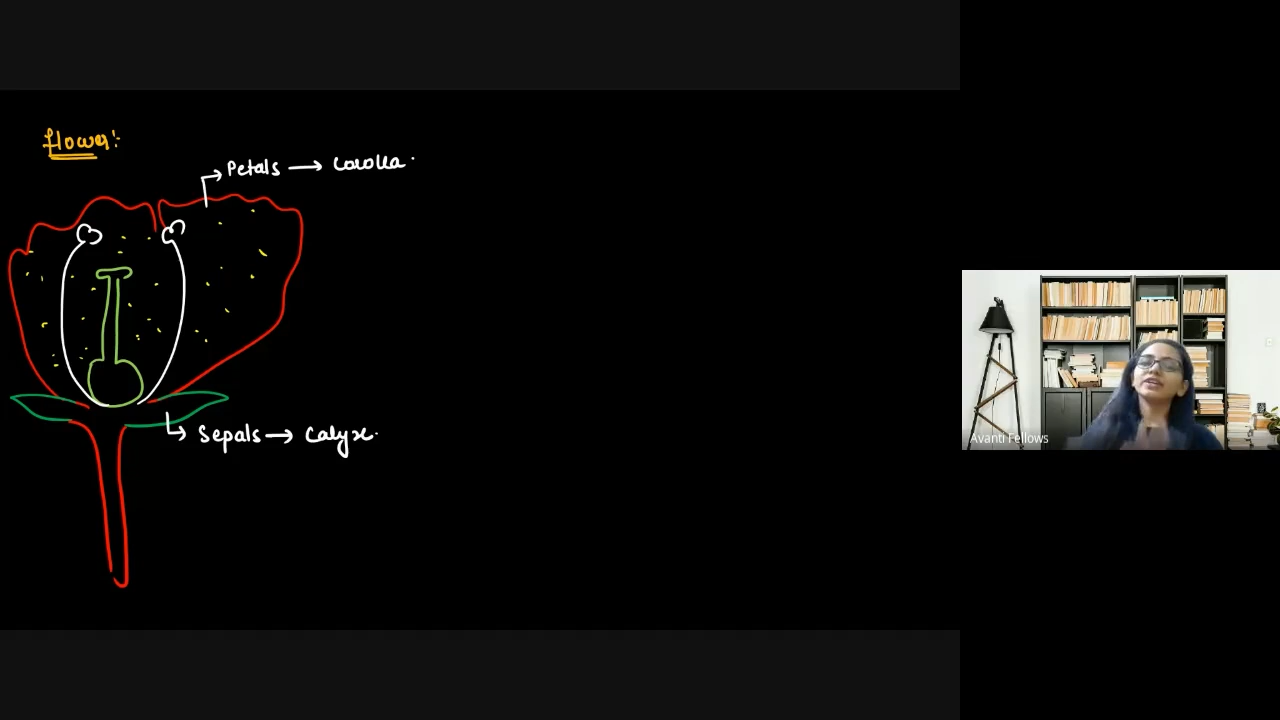 flower:
Petals → Corolla.
Sepals → Calyx.
Avanti Fellows